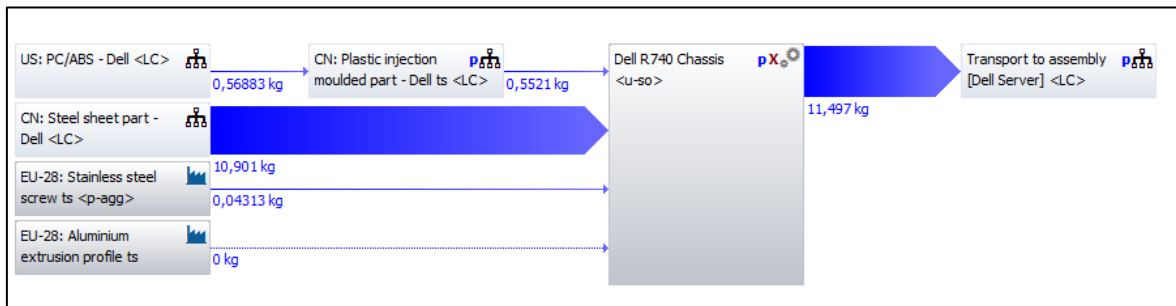 US: PC/ABS - Dell <LC>
0,56883 kg
CN: Plastic injection
moulded part - Dell ts <LC>
p
0,5521 kg
Dell R740 Chassis
<u-so>
pX
11,497 kg
Transport to assembly
[Dell Server] <LC>
p
CN: Steel sheet part -
Dell <LC>
10,901 kg
EU-28: Stainless steel
screw ts <p-agg>
0,04313 kg
EU-28: Aluminium
extrusion profile ts
0 kg